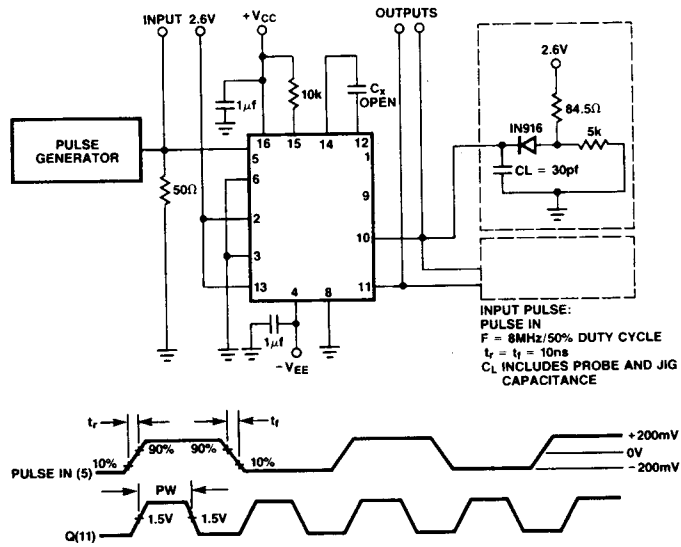 INPUT 2.6V
+VCC
OUTPUTS
2.6V
1µf
10k
Cx
OPEN
84.5Ω
IN916
5k
CL = 30pf
PULSE
GENERATOR
50Ω
16 15 14 12
5
6
2
3
13
4 8
1
9
10
11
1µf
-VEE
INPUT PULSE:
PULSE IN
F = 8MHz/50% DUTY CYCLE
tr = tf = 10ns
CL INCLUDES PROBE AND JIG
CAPACITANCE
tr tf
10% 90% 90% 10%
PULSE IN (5)
+200mV
0V
-200mV
PW
1.5V 1.5V
Q(11)